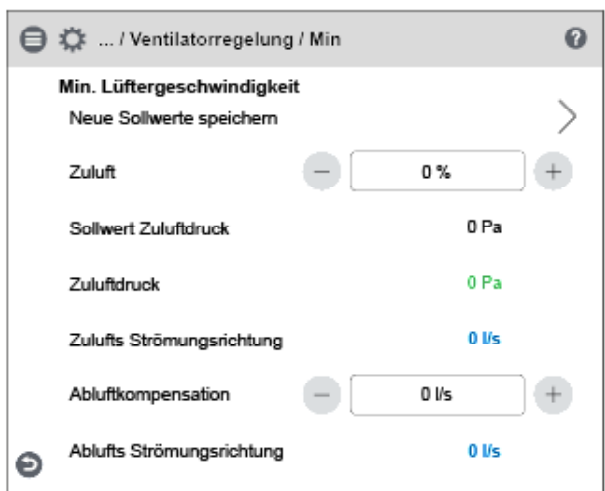 ... / Ventilatorregelung / Min ?
Min. Lüftergeschwindigkeit
Neue Sollwerte speichern
Zuluft − 0 % +
Sollwert Zuluftdruck 0 Pa
Zuluftdruck 0 Pa
Zulufts Strömungsrichtung 0 l/s
Abluftkompensation − 0 l/s +
Ablufts Strömungsrichtung 0 l/s